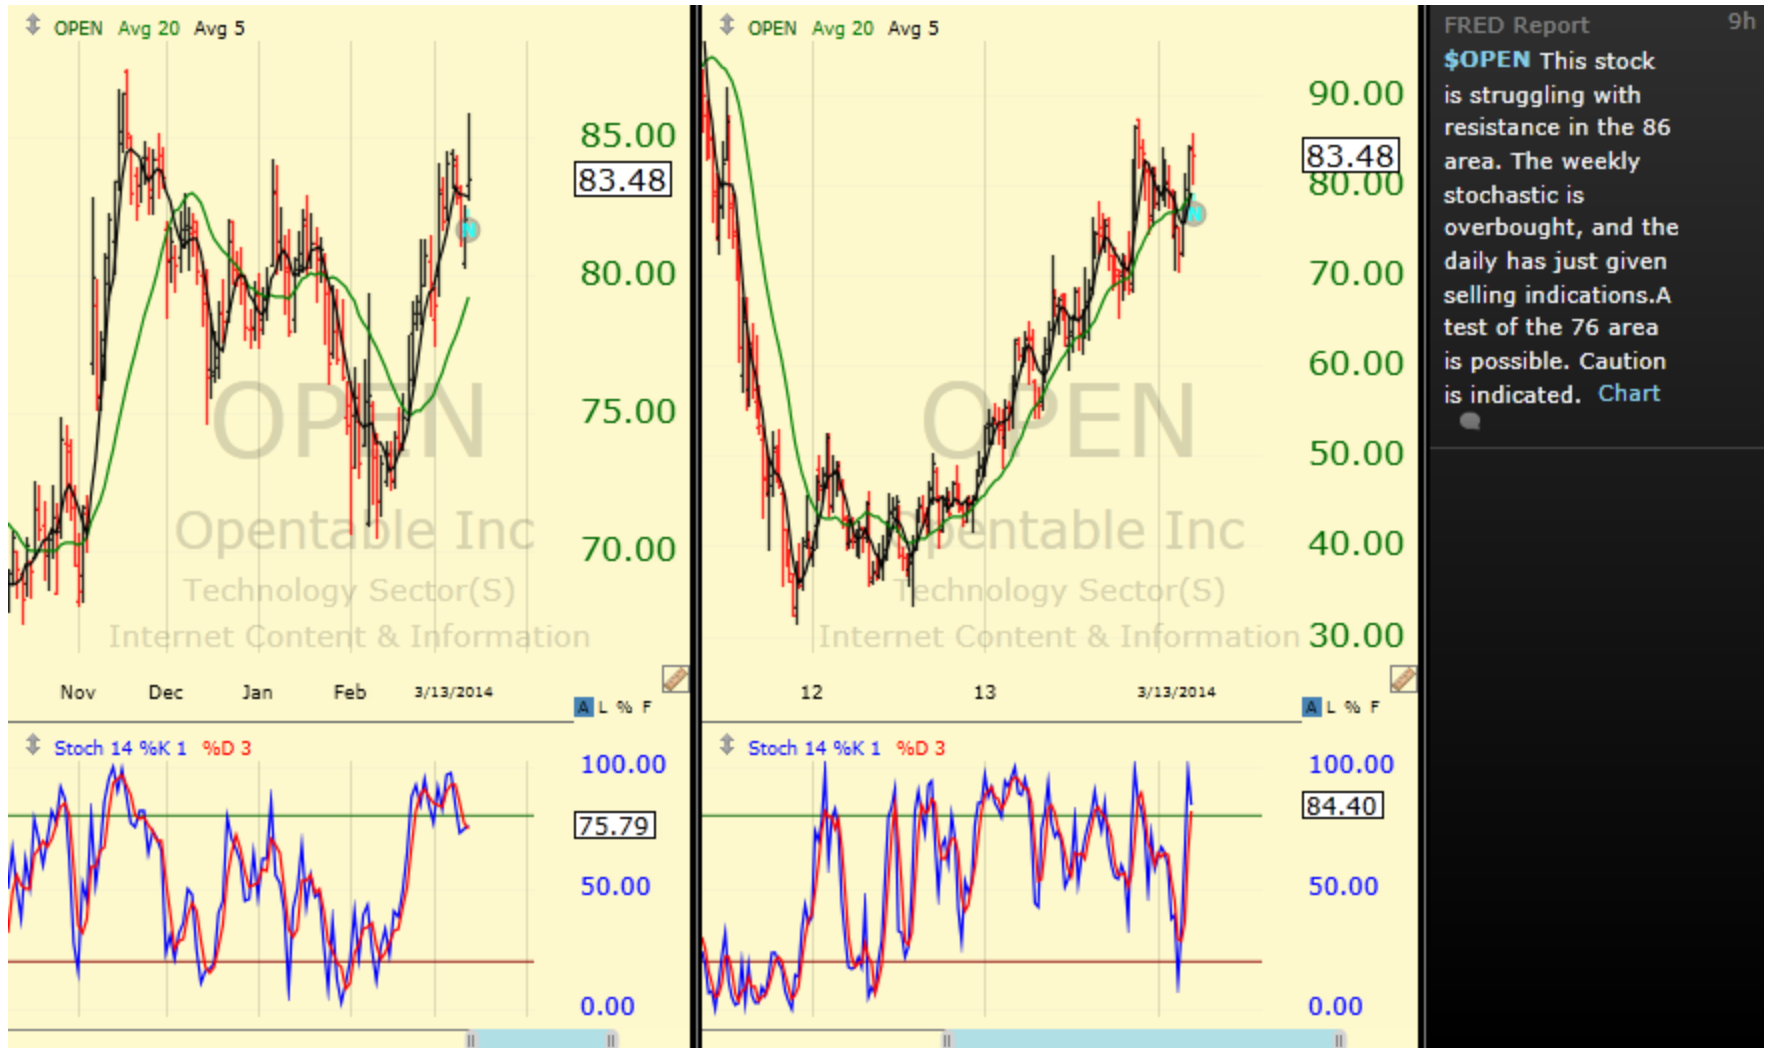 OPEN Avg 20 Avg 5
85.00
83.48
80.00
75.00
70.00
N
OPEN
Opentable Inc
Technology Sector(S)
Internet Content & Information
Nov Dec Jan Feb 3/13/2014
A L % F
Stoch 14 %K 1 %D 3
100.00
75.79
50.00
0.00
OPEN Avg 20 Avg 5
90.00
83.48
80.00
70.00
60.00
50.00
40.00
30.00
N
OPEN
Opentable Inc
Technology Sector(S)
Internet Content & Information
12 13 3/13/2014
A L % F
Stoch 14 %K 1 %D 3
100.00
84.40
50.00
0.00
FRED Report 9h
$OPEN This stock
is struggling with
resistance in the 86
area. The weekly
stochastic is
overbought, and the
daily has just given
selling indications.A
test of the 76 area
is possible. Caution
is indicated. Chart